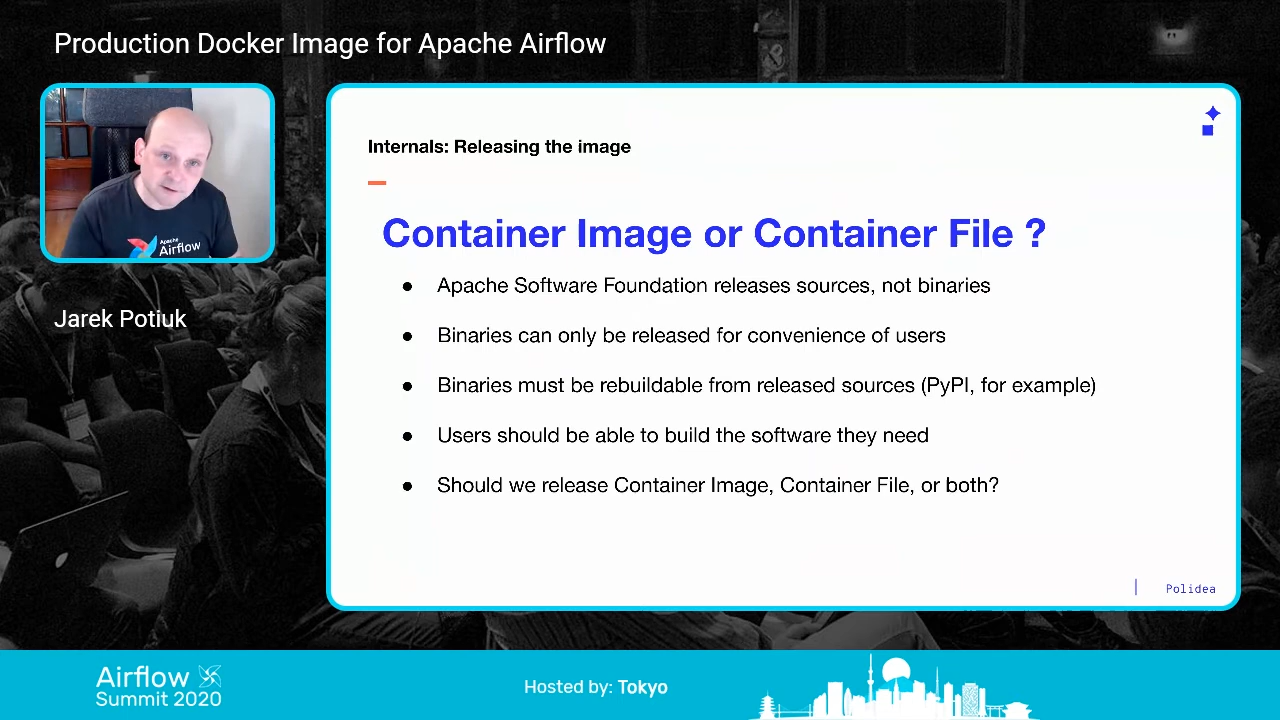 Production Docker Image for Apache Airflow
Apache
Airflow
Jarek Potiuk
Internals: Releasing the image
Container Image or Container File ?
● Apache Software Foundation releases sources, not binaries
● Binaries can only be released for convenience of users
● Binaries must be rebuildable from released sources (PyPI, for example)
● Users should be able to build the software they need
● Should we release Container Image, Container File, or both?
Polidea
Airflow
Summit 2020
Hosted by: Tokyo